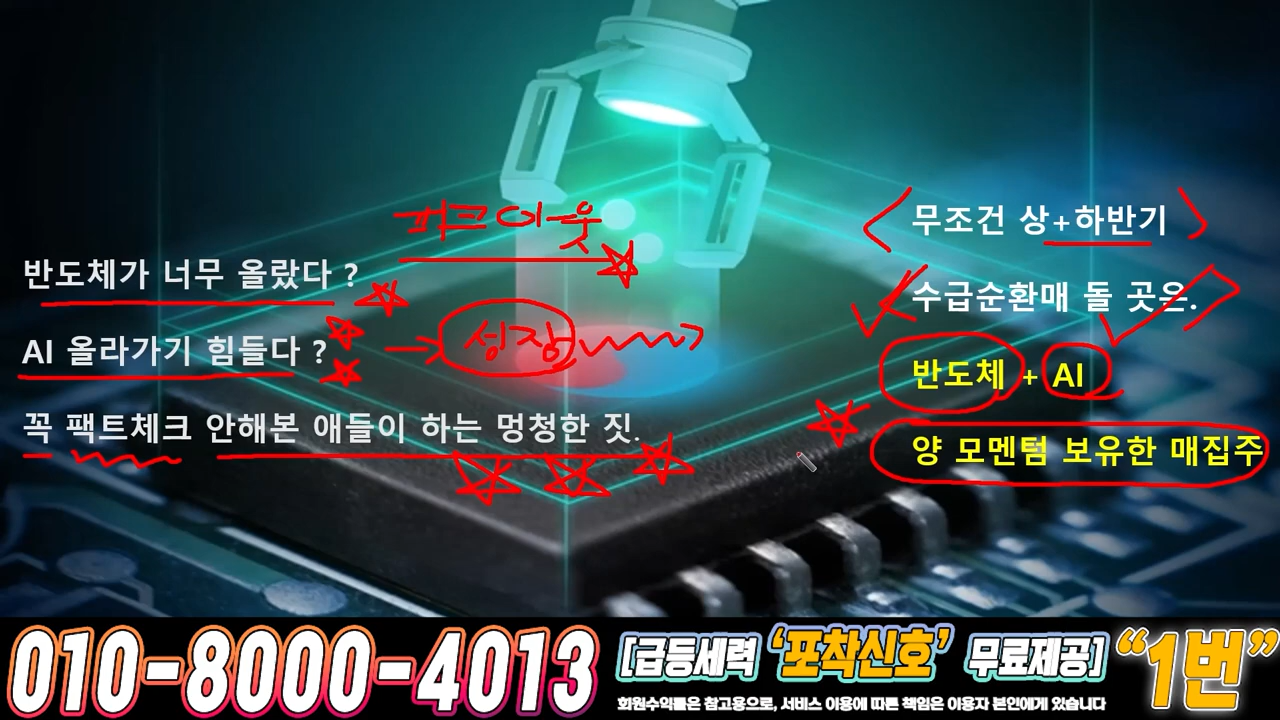 피크아웃
반도체가 너무 올랐다 ?
AI 올라가기 힘들다 ?
성장
꼭 팩트체크 안해본 애들이 하는 멍청한 짓.
무조건 상+하반기
수급순환매 돌 곳은.
반도체 + AI
양 모멘텀 보유한 매집주
010-8000-4013
[급등세력 '포착신호' 무료제공] "1번"
회원수익률은 참고용으로, 서비스 이용에 따른 책임은 이용자 본인에게 있습니다